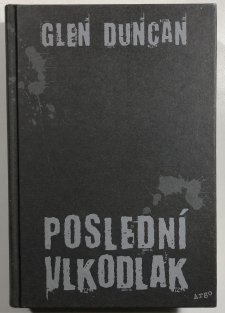 GLEN DUNCAN
POSLEDNÍ
VLKODLAK
ARGO